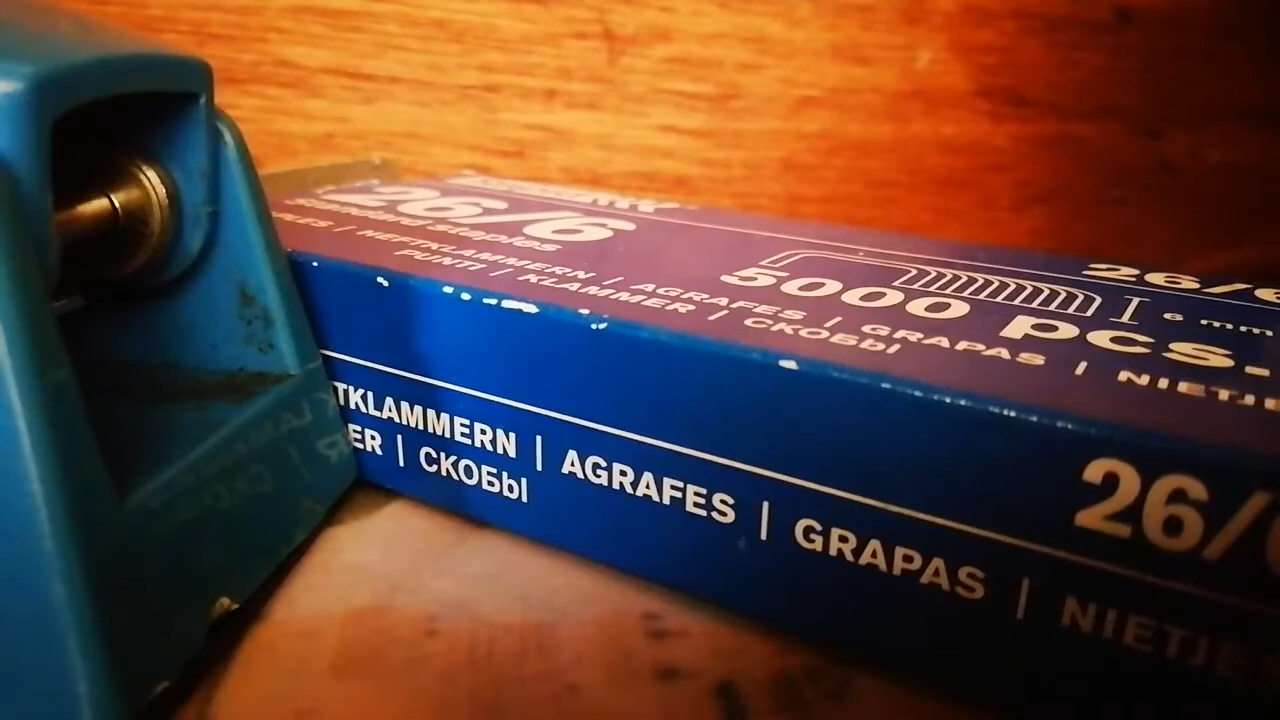 26/6
Standard staples
HEFTKLAMMERN | AGRAFES | GRAPAS |
PUNTI | KLAMMER | СКОБЫ
5000 pcs.
6 mm
26/
TKLAMMERN | AGRAFES | GRAPAS | NIETJE
ER | СКОБЫ
26/